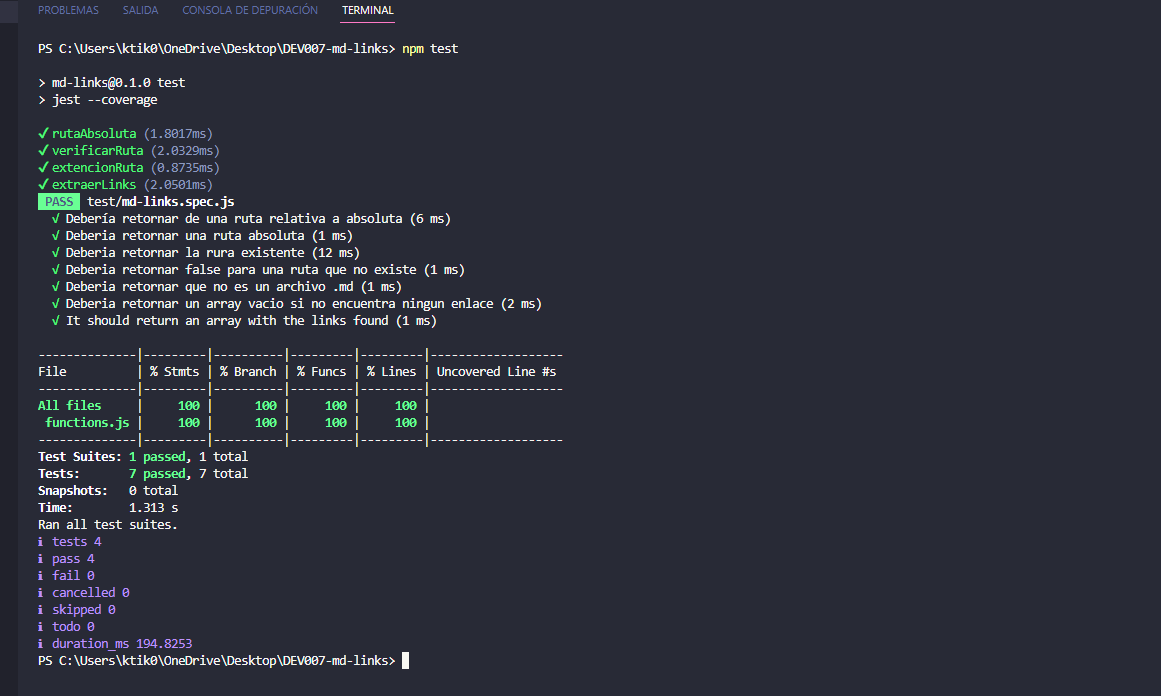 PROBLEMAS SALIDA CONSOLA DE DEPURACIÓN TERMINAL
PS C:\Users\ktik0\OneDrive\Desktop\DEV007-md-links> npm test
> md-links@0.1.0 test
> jest --coverage
✔ rutaAbsoluta (1.8017ms)
✔ verificarRuta (2.0329ms)
✔ extencionRuta (0.8735ms)
✔ extraerLinks (2.0501ms)
PASS test/md-links.spec.js
√ Debería retornar de una ruta relativa a absoluta (6 ms)
√ Deberia retornar una ruta absoluta (1 ms)
√ Deberia retornar la rura existente (12 ms)
√ Deberia retornar false para una ruta que no existe (1 ms)
√ Deberia retornar que no es un archivo .md (1 ms)
√ Deberia retornar un array vacio si no encuentra ningun enlace (2 ms)
√ It should return an array with the links found (1 ms)
--------------|---------|----------|---------|---------|-------------------
File | % Stmts | % Branch | % Funcs | % Lines | Uncovered Line #s
--------------|---------|----------|---------|---------|-------------------
All files | 100 | 100 | 100 | 100 |
functions.js | 100 | 100 | 100 | 100 |
--------------|---------|----------|---------|---------|-------------------
Test Suites: 1 passed, 1 total
Tests: 7 passed, 7 total
Snapshots: 0 total
Time: 1.313 s
Ran all test suites.
ℹ tests 4
ℹ pass 4
ℹ fail 0
ℹ cancelled 0
ℹ skipped 0
ℹ todo 0
ℹ duration_ms 194.8253
PS C:\Users\ktik0\OneDrive\Desktop\DEV007-md-links>